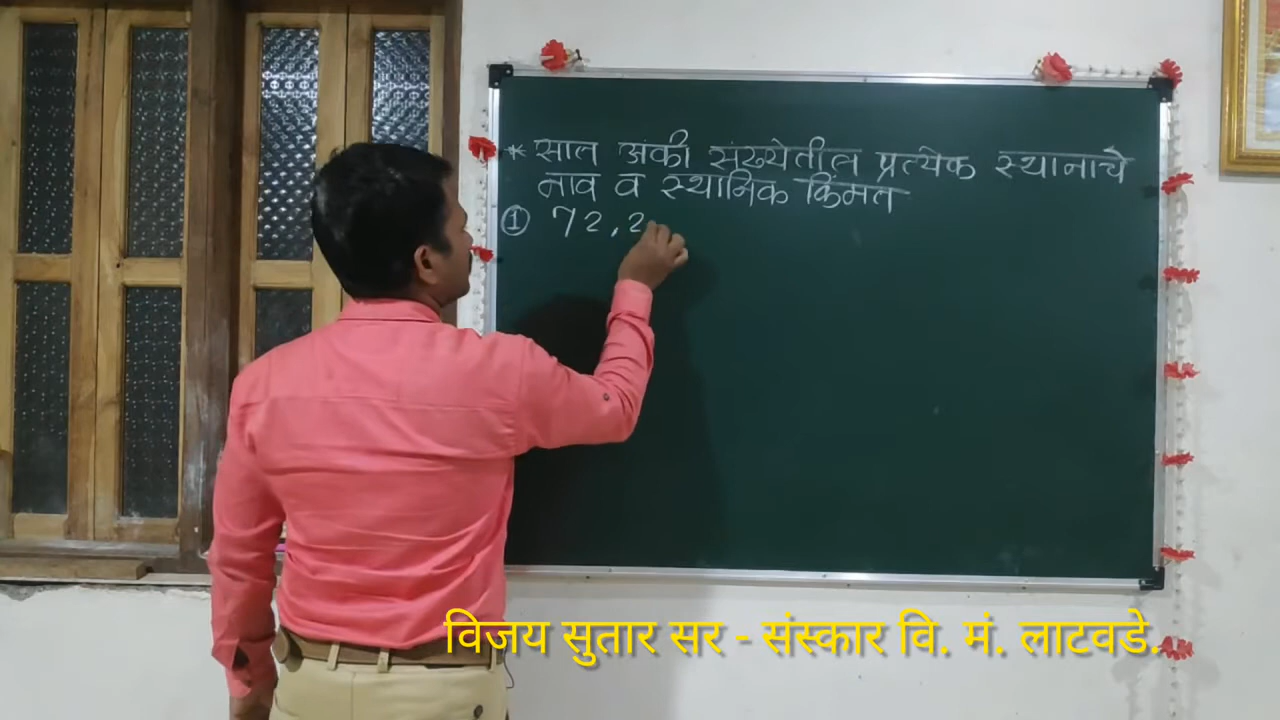 * सात अंकी संख्येतील प्रत्येक स्थानाचे
नाव व स्थानिक किंमत
① 72,2
विजय सुतार सर - संस्कार वि. मं. लाटवडे.